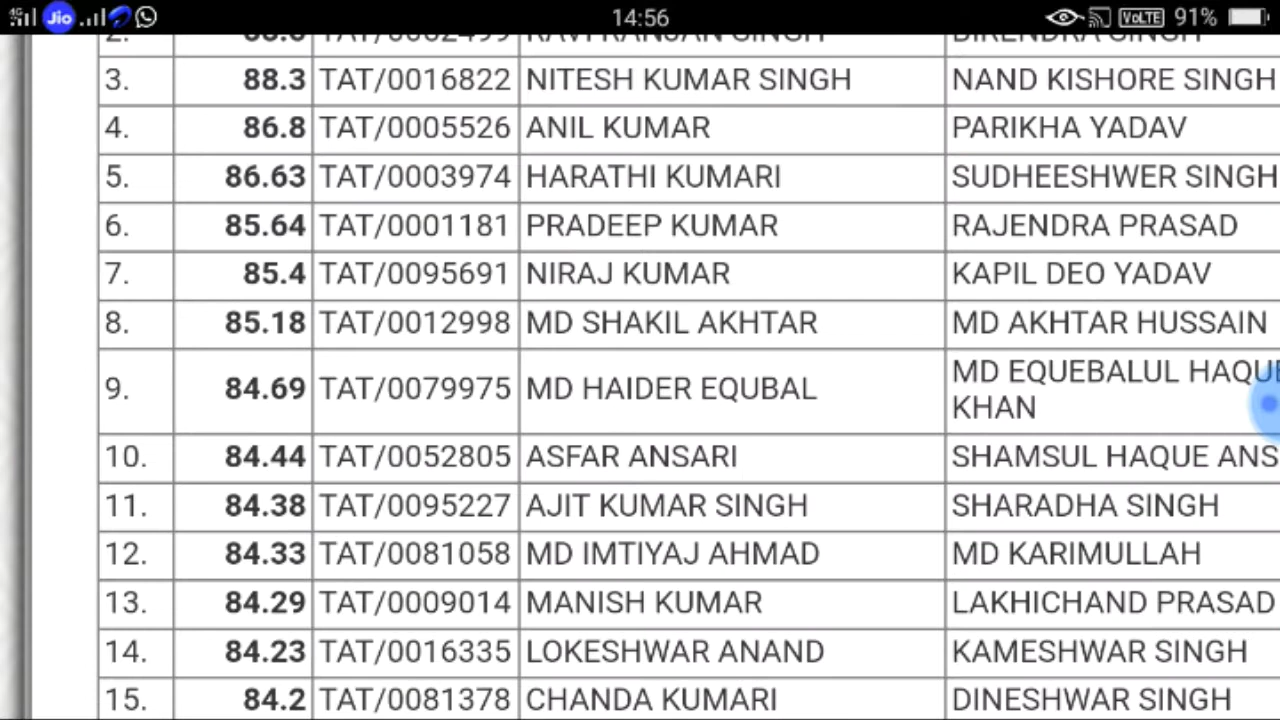 4G Jio 14:56 VoLTE 91%
2.
3. 88.3 TAT/0016822 NITESH KUMAR SINGH NAND KISHORE SINGH
4. 86.8 TAT/0005526 ANIL KUMAR PARIKHA YADAV
5. 86.63 TAT/0003974 HARATHI KUMARI SUDHEESHWER SINGH
6. 85.64 TAT/0001181 PRADEEP KUMAR RAJENDRA PRASAD
7. 85.4 TAT/0095691 NIRAJ KUMAR KAPIL DEO YADAV
8. 85.18 TAT/0012998 MD SHAKIL AKHTAR MD AKHTAR HUSSAIN
9. 84.69 TAT/0079975 MD HAIDER EQUBAL MD EQUEBALUL HAQUE
KHAN
10. 84.44 TAT/0052805 ASFAR ANSARI SHAMSUL HAQUE ANS
11. 84.38 TAT/0095227 AJIT KUMAR SINGH SHARADHA SINGH
12. 84.33 TAT/0081058 MD IMTIYAJ AHMAD MD KARIMULLAH
13. 84.29 TAT/0009014 MANISH KUMAR LAKHICHAND PRASAD
14. 84.23 TAT/0016335 LOKESHWAR ANAND KAMESHWAR SINGH
15. 84.2 TAT/0081378 CHANDA KUMARI DINESHWAR SINGH